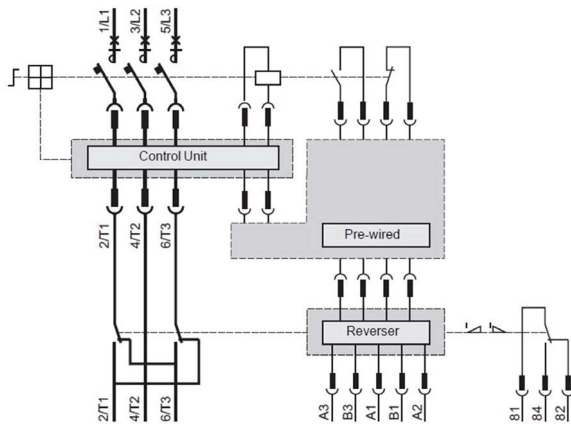 1/L1 3/L2 5/L3
Control Unit
2/T1 4/T2 6/T3
Pre-wired
Reverser
2/T1 4/T2 6/T3
A3 B3 A1 B1 A2
81 84 82